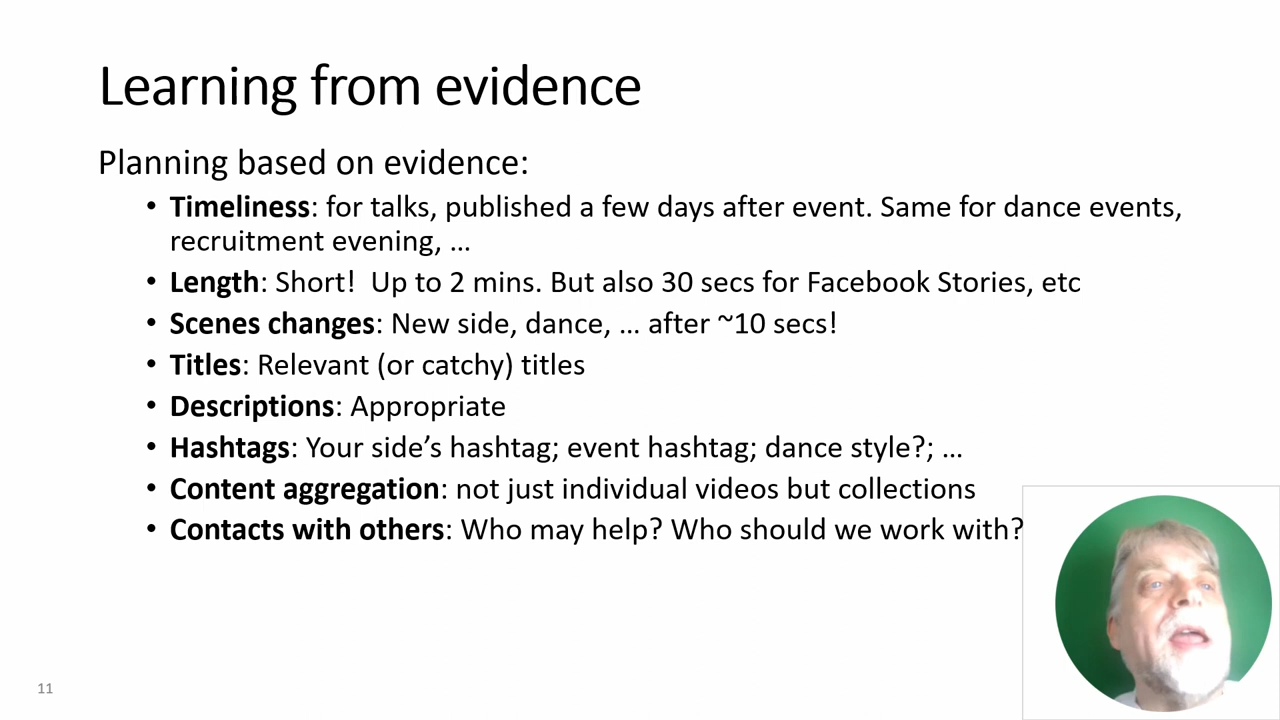 Learning from evidence
Planning based on evidence:
• Timeliness: for talks, published a few days after event. Same for dance events,
recruitment evening, …
• Length: Short!  Up to 2 mins. But also 30 secs for Facebook Stories, etc
• Scenes changes: New side, dance, … after ~10 secs!
• Titles: Relevant (or catchy) titles
• Descriptions: Appropriate
• Hashtags: Your side’s hashtag; event hashtag; dance style?; …
• Content aggregation: not just individual videos but collections
• Contacts with others: Who may help? Who should we work with?
11